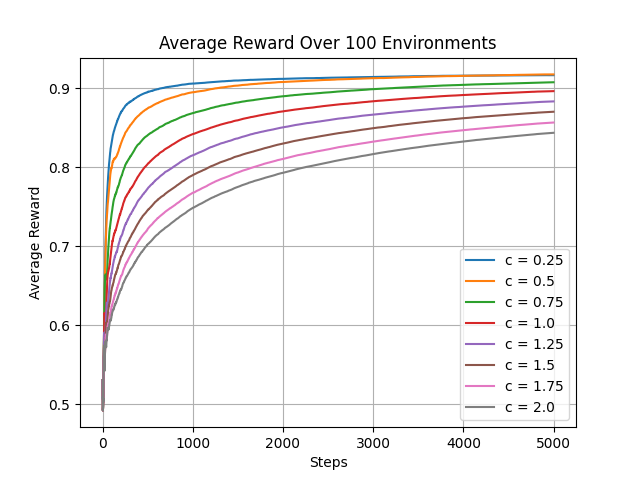 Average Reward Over 100 Environments
Average Reward
0.9
0.8
0.7
0.6
0.5
c = 0.25
c = 0.5
c = 0.75
c = 1.0
c = 1.25
c = 1.5
c = 1.75
c = 2.0
0 1000 2000 3000 4000 5000
Steps